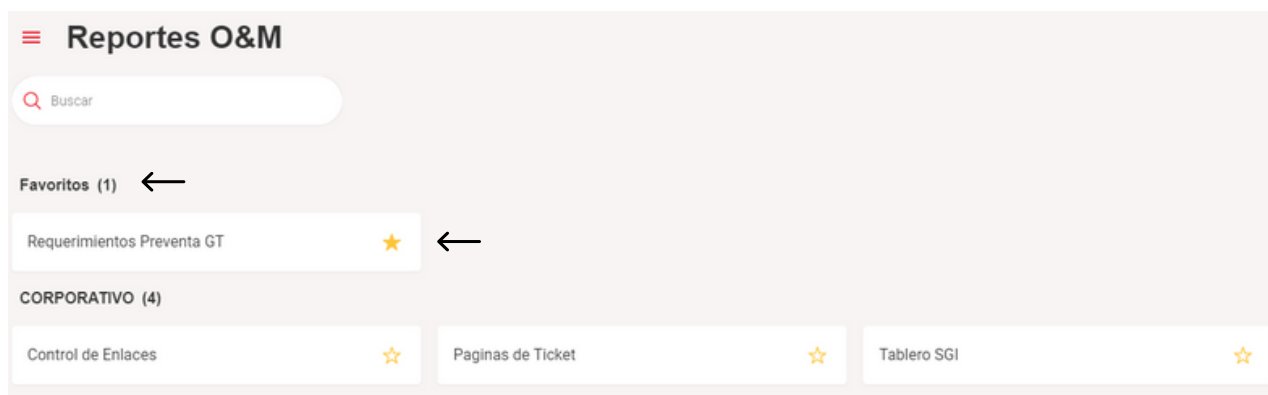 Reportes O&M
Buscar
Favoritos (1)
Requerimientos Preventa GT
CORPORATIVO (4)
Control de Enlaces
Paginas de Ticket
Tablero SGI